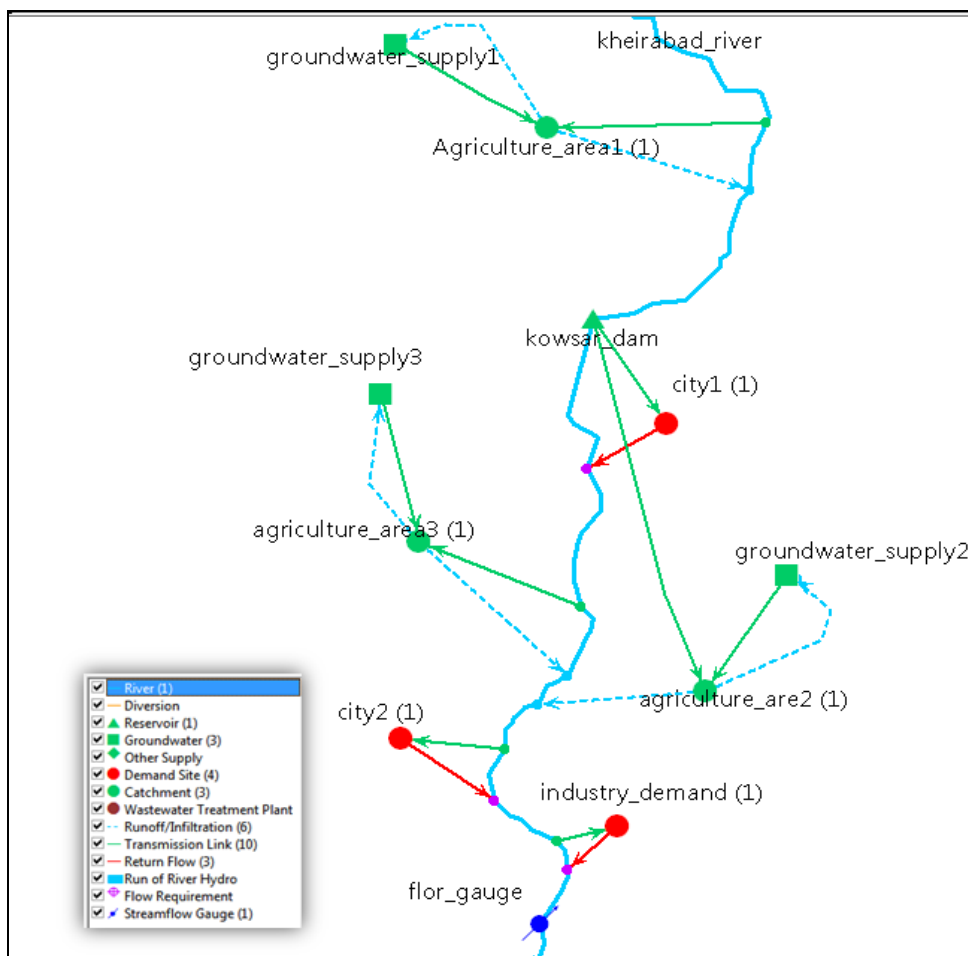 kheirabad_river
groundwater_supply1
Agriculture_area1 (1)
kowsar_dam
groundwater_supply3
city1 (1)
agriculture_area3 (1)
groundwater_supply2
agriculture_are2 (1)
city2 (1)
industry_demand (1)
flor_gauge
River (1)
Diversion
Reservoir (1)
Groundwater (3)
Other Supply
Demand Site (4)
Catchment (3)
Wastewater Treatment Plant
Runoff/Infiltration (6)
Transmission Link (10)
Return Flow (3)
Run of River Hydro
Flow Requirement
Streamflow Gauge (1)